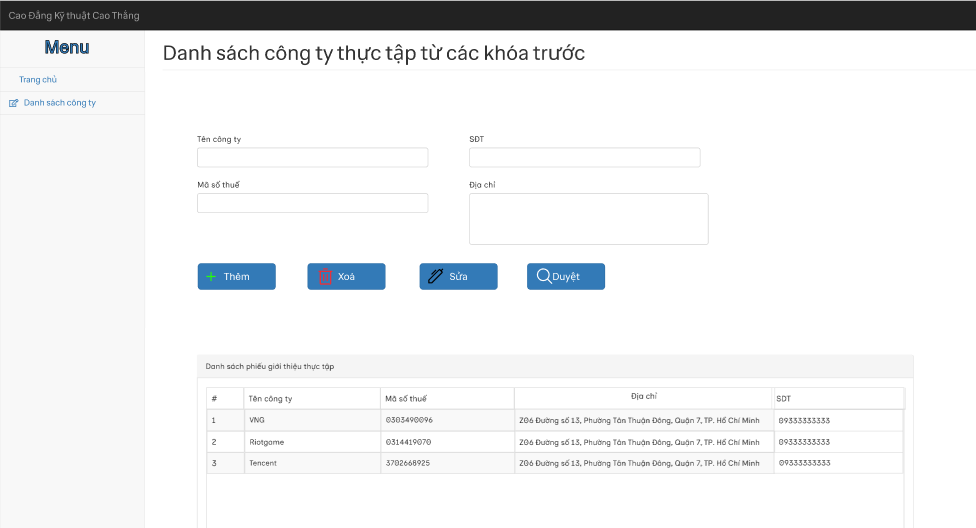 Cao Đẳng Kỹ thuật Cao Thắng
Menu
Trang chủ
Danh sách công ty
Danh sách công ty thực tập từ các khóa trước
Tên công ty
SĐT
Mã số thuế
Địa chỉ
Thêm
Xoá
Sửa
Duyệt
Danh sách phiếu giới thiệu thực tập
# Tên công ty Mã số thuế Địa chỉ SDT
1 VNG 0303490096 Z06 Đường số 13, Phường Tân Thuận Đông, Quận 7, TP. Hồ Chí Minh 09333333333
2 Riotgame 0314419070 Z06 Đường số 13, Phường Tân Thuận Đông, Quận 7, TP. Hồ Chí Minh 09333333333
3 Tencent 3702668925 Z06 Đường số 13, Phường Tân Thuận Đông, Quận 7, TP. Hồ Chí Minh 09333333333